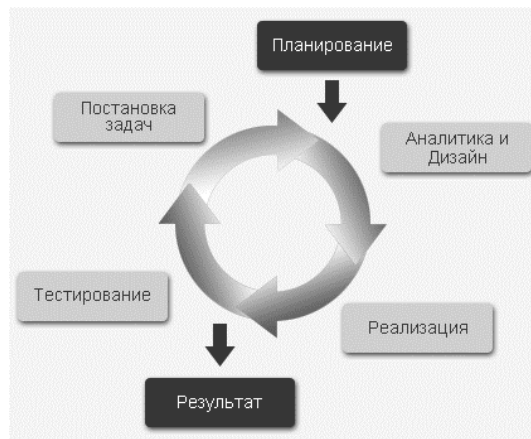 Планирование
Постановка
задач
Аналитика и
Дизайн
Тестирование
Реализация
Результат